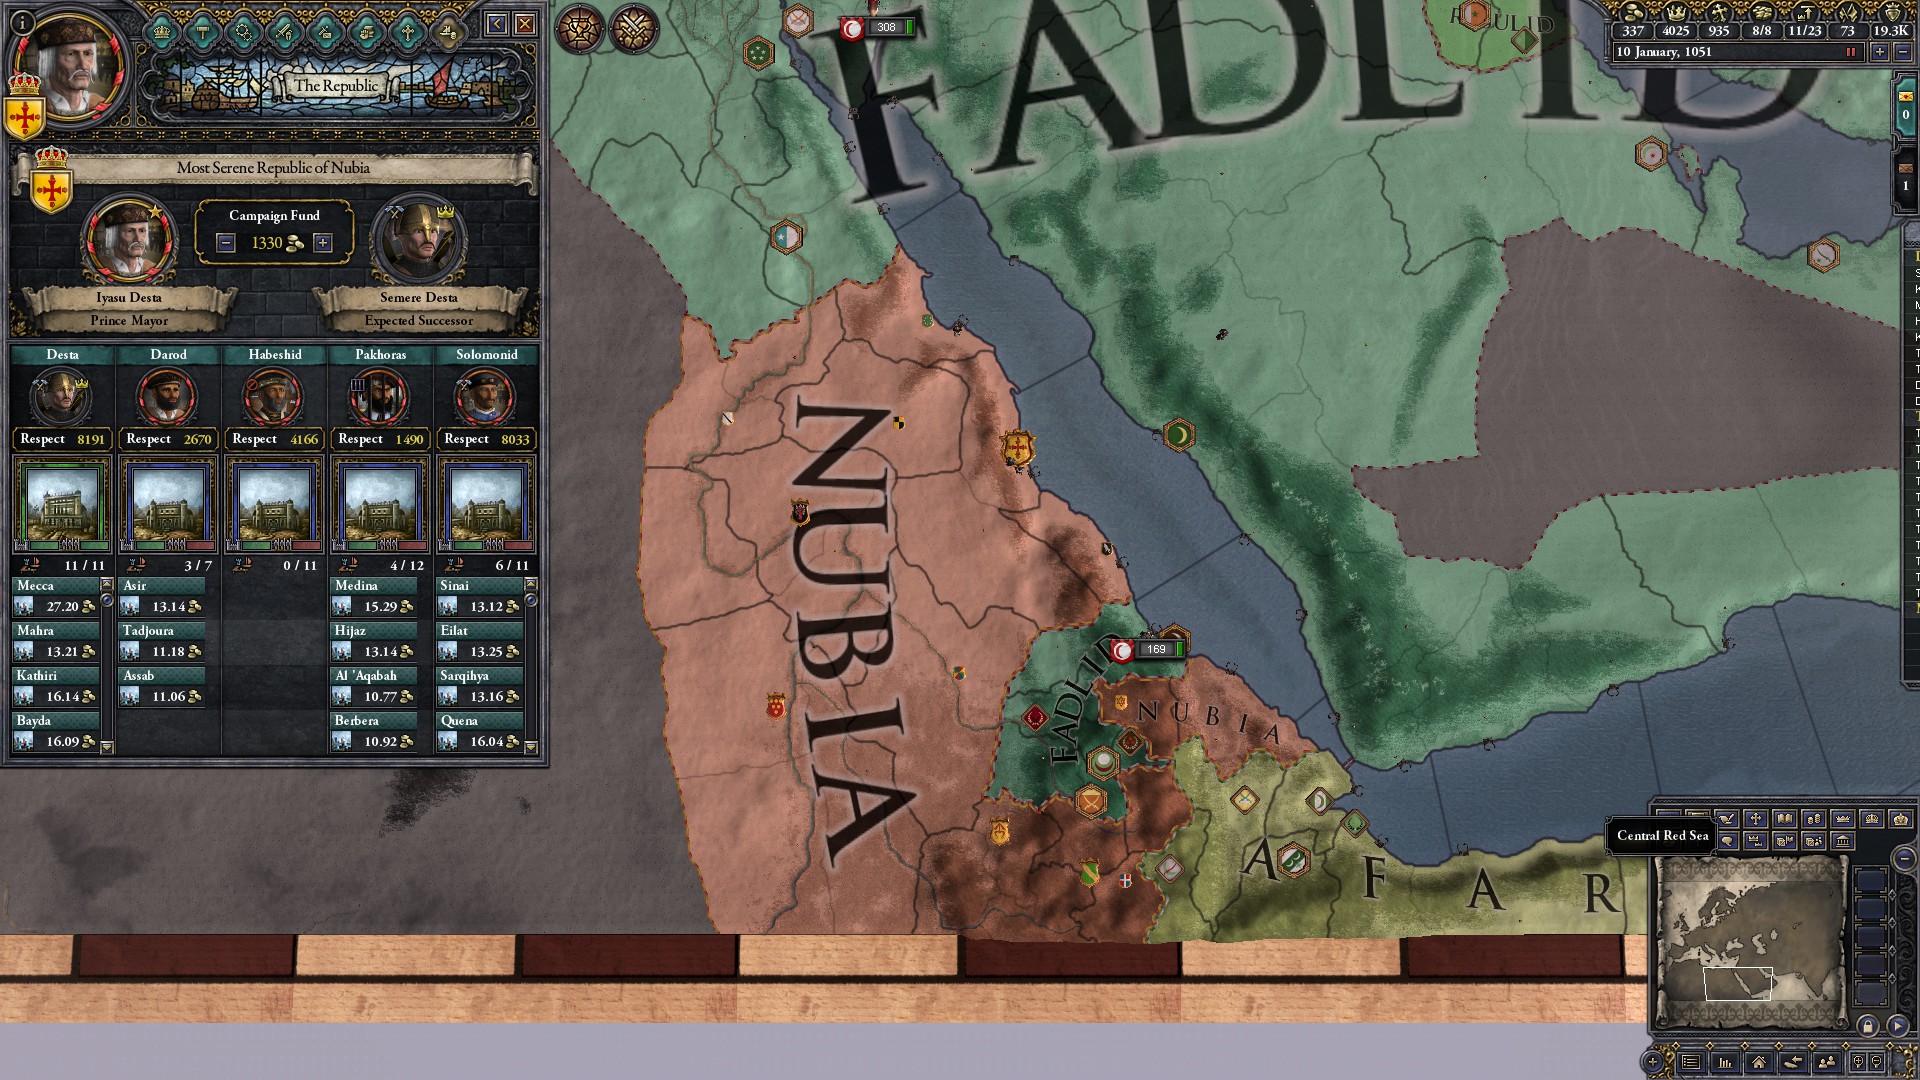 The Republic
Most Serene Republic of Nubia
Campaign Fund
1330
Iyasu Desta
Prince Mayor
Semere Desta
Expected Successor
Desta
Darod
Habeshid
Pakhoras
Solomonid
Respect 8191
Respect 2670
Respect 4166
Respect 1490
Respect 8033
11 / 11
3 / 7
0 / 11
4 / 12
6 / 11
Mecca
Asir
Medina
Sinai
27.20
13.14
15.29
13.12
Mahra
Tadjoura
Hijaz
Eilat
13.21
11.18
13.14
13.25
Kathiri
Assab
Al 'Aqabah
Sarqihya
16.14
11.06
10.77
13.16
Bayda
Berbera
Quena
16.09
10.92
16.04
308
FADLID
337
4025
935
8/8
11/23
73
19.3K
10 January, 1051
0
1
NUBIA
169
FADLID
NUBIA
AFAR
Central Red Sea